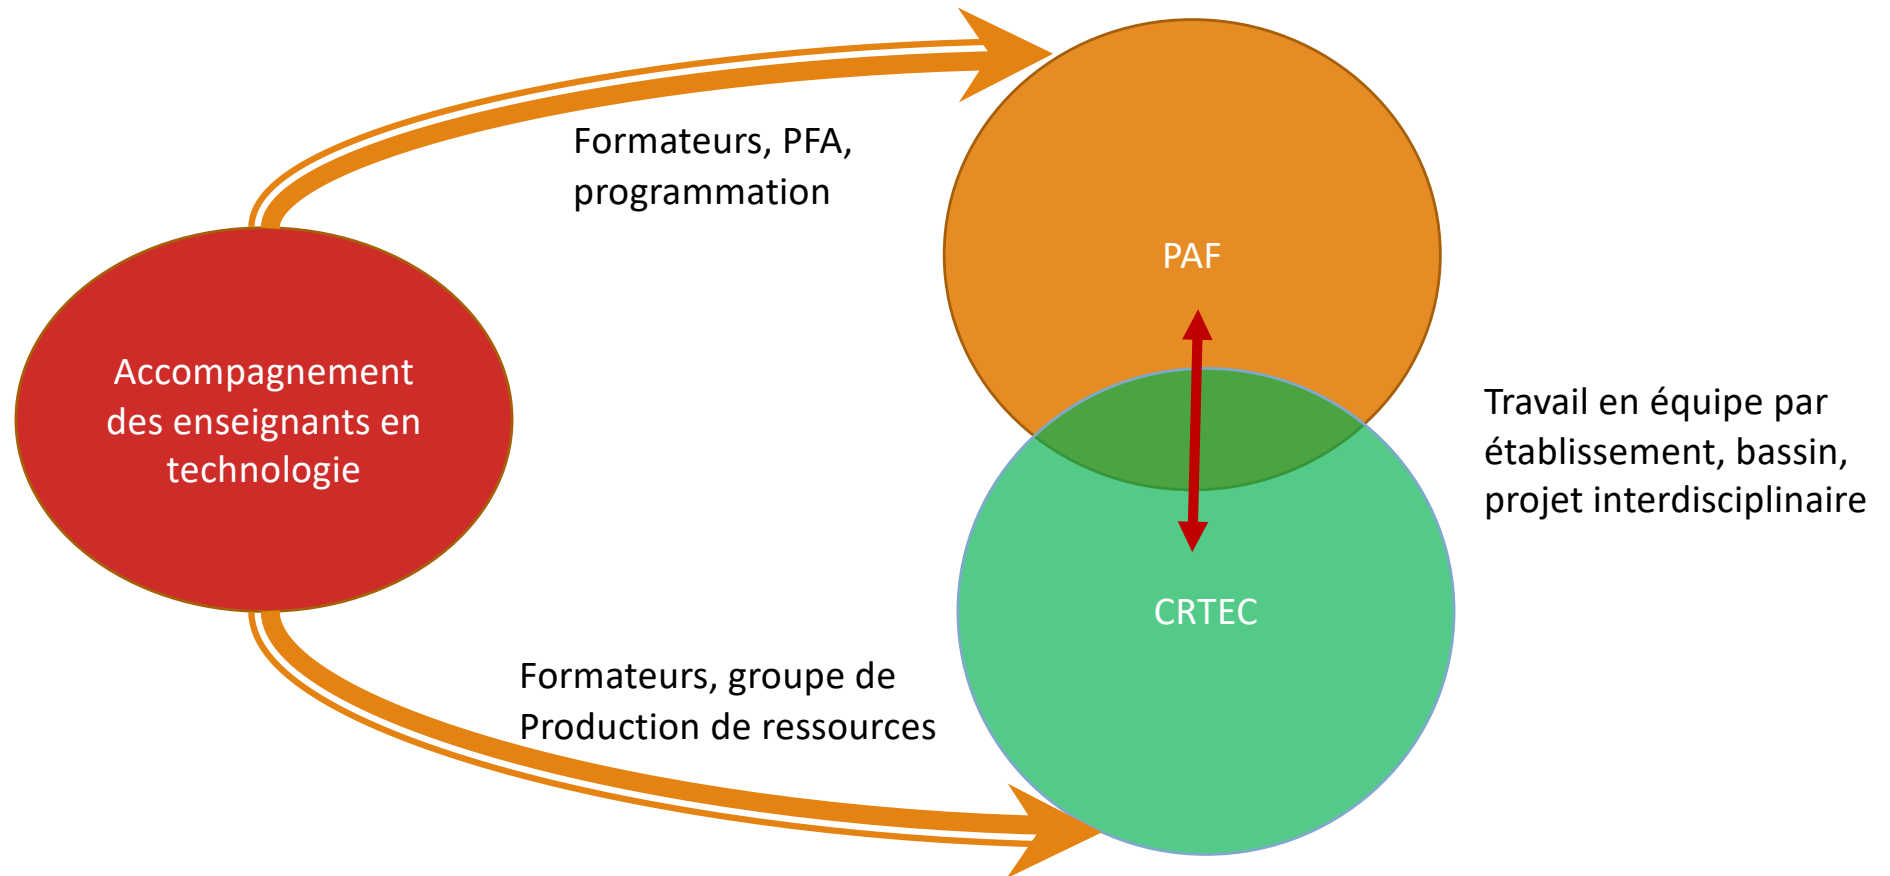 Formateurs, PFA,
programmation
PAF
Accompagnement
des enseignants en
technologie
Travail en équipe par
établissement, bassin,
projet interdisciplinaire
CRTEC
Formateurs, groupe de
Production de ressources